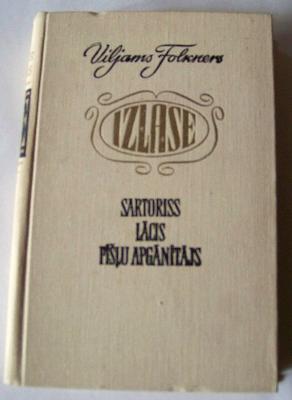 Viljams Folkners
IZLASE
SARTORISS
LĀCIS
PĪŠĻU APGĀNĪTĀJS